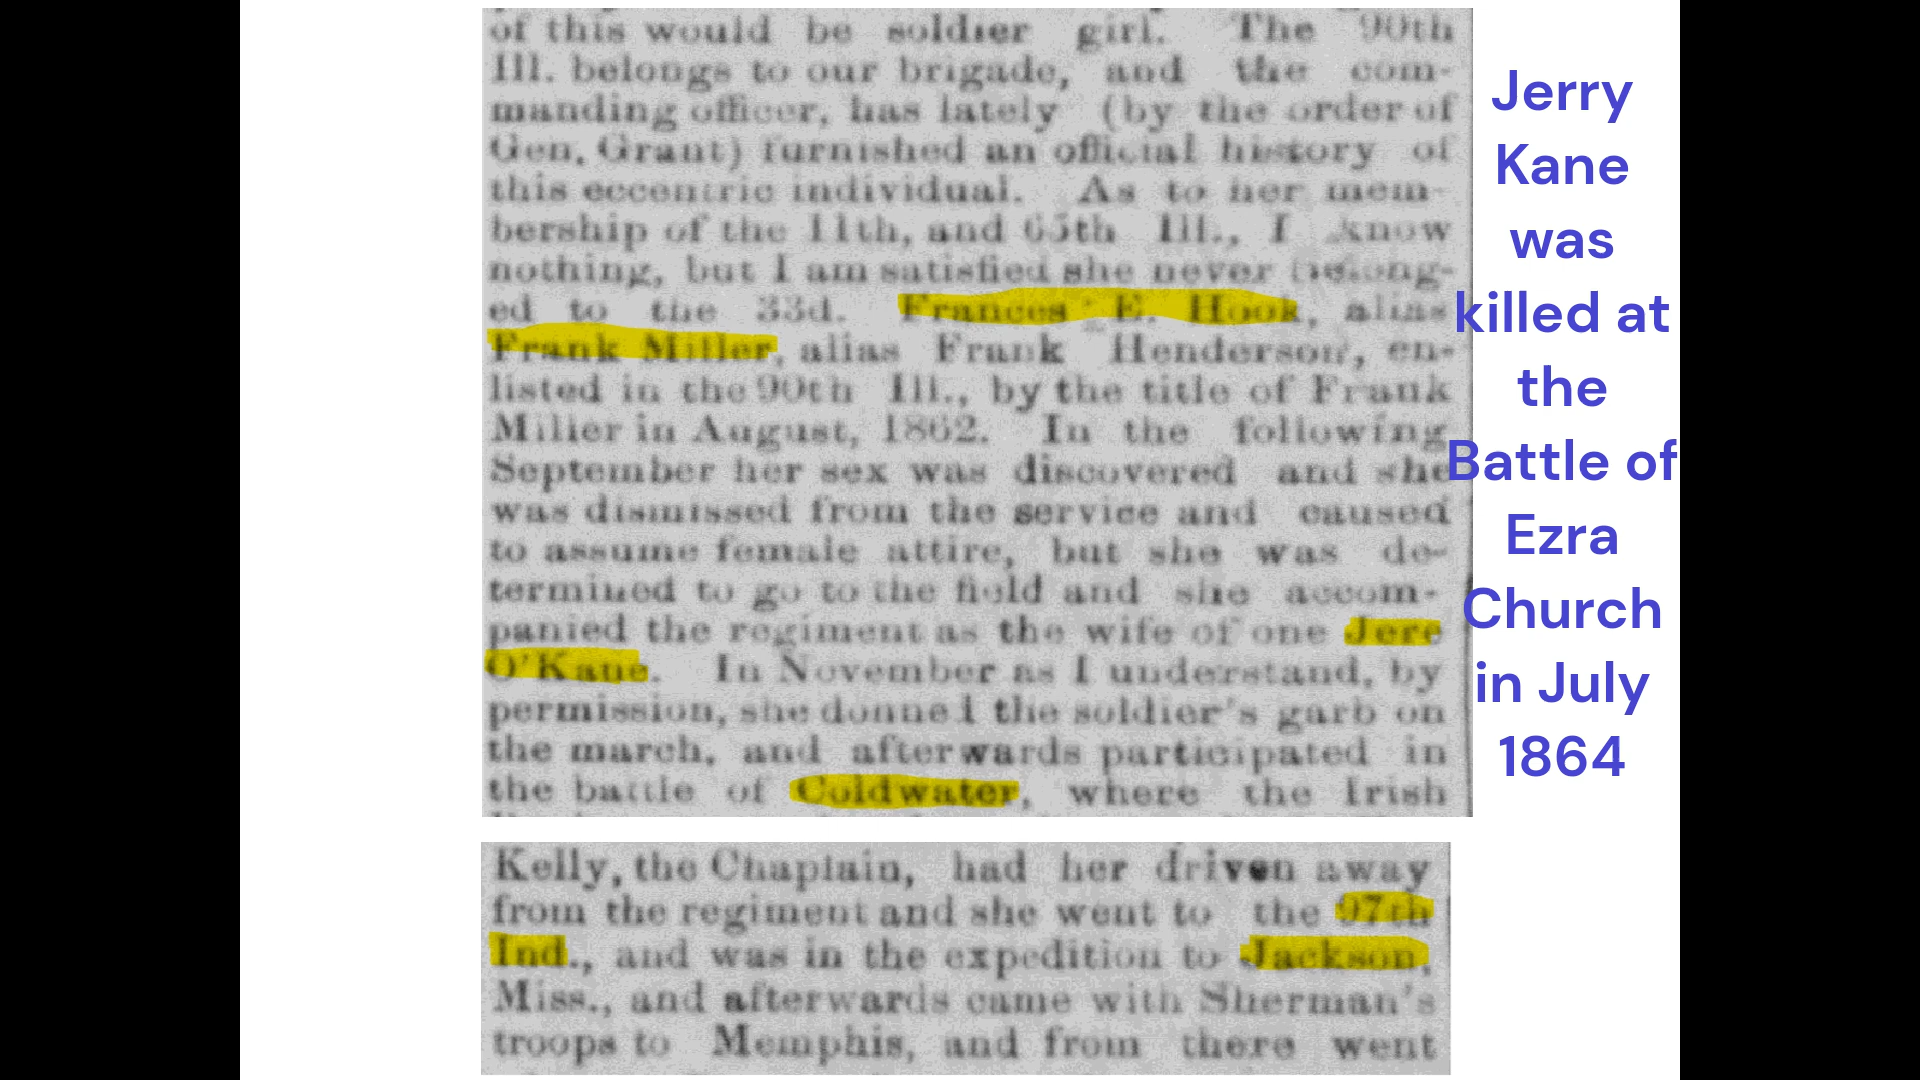 of this would be soldier girl. The 90th
Ill. belongs to our brigade, and the com-
manding officer, has lately (by the order of
Gen. Grant) furnished an official history of
this eccentric individual. As to her mem-
bership of the 11th, and 65th Ill., I know
nothing, but I am satisfied she never belong-
ed to the 33d. Frances E. Hook, alias
Frank Miller, alias Frank Henderson, en-
listed in the 90th Ill., by the title of Frank
Miller in August, 1862. In the following
September her sex was discovered and she
was dismissed from the service and caused
to assume female attire, but she was de-
termined to go to the field and she accom-
panied the regiment as the wife of one Jere
O'Kane. In November as I understand, by
permission, she donned the soldier's garb on
the march, and afterwards participated in
the battle of Coldwater, where the Irish
Kelly, the Chaplain, had her driven away
from the regiment and she went to the 97th
Ind., and was in the expedition to Jackson,
Miss., and afterwards came with Sherman's
troops to Memphis, and from there went
Jerry
Kane
was
killed at
the
Battle of
Ezra
Church
in July
1864